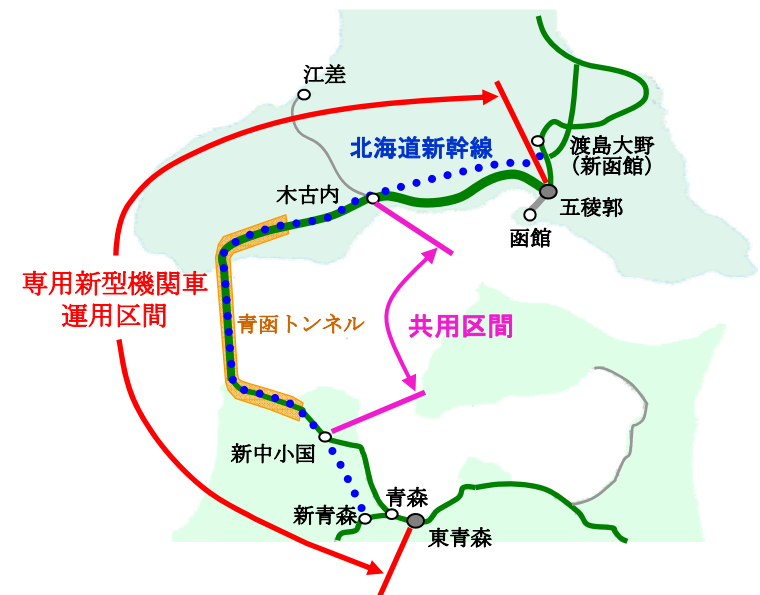 江差
北海道新幹線
渡島大野
（新函館）
木古内
五稜郭
函館
専用新型機関車
運用区間
青函トンネル
共用区間
新中小国
青森
新青森
東青森